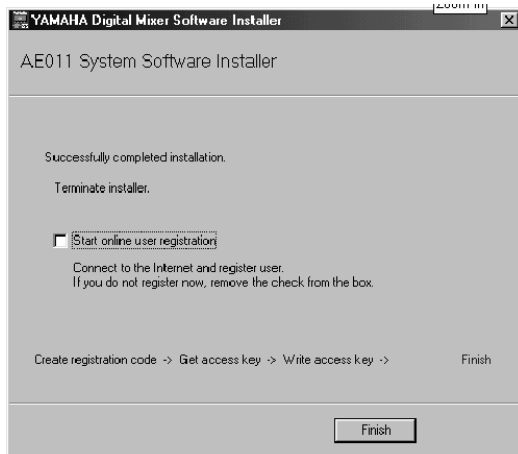 Zoom In
YAMAHA Digital Mixer Software Installer
AE011 System Software Installer
Successfully completed installation.
Terminate installer.
Start online user registration
Connect to the Internet and register user.
If you do not register now, remove the check from the box.
Create registration code -> Get access key -> Write access key -> Finish
Finish